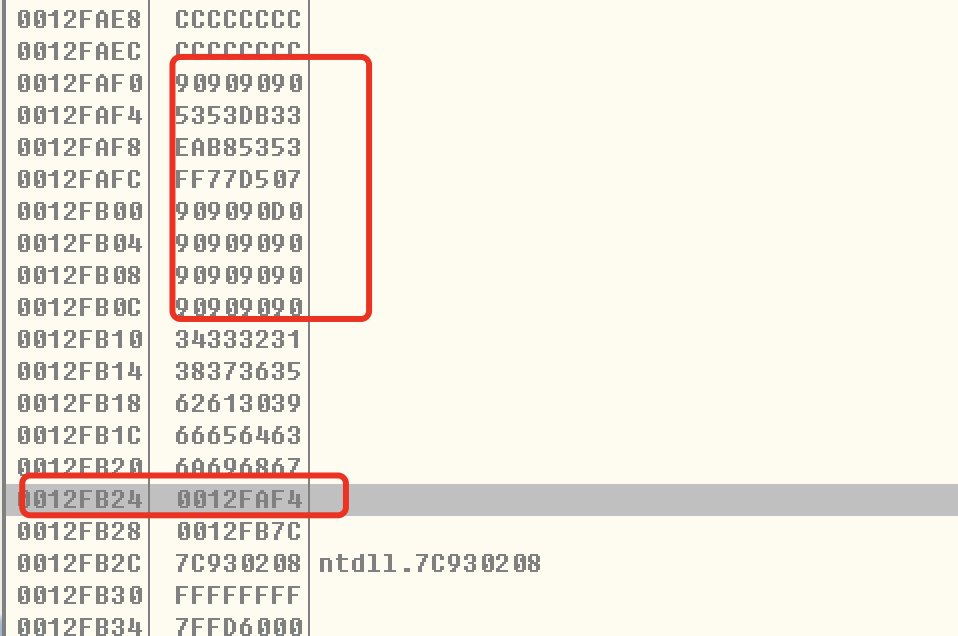 0012FAE8 CCCCCCCC
0012FAEC CCCCCCCC
0012FAF0 90909090
0012FAF4 5353DB33
0012FAF8 EAB85353
0012FAFC FF77D507
0012FB00 909090D0
0012FB04 90909090
0012FB08 90909090
0012FB0C 90909090
0012FB10 34333231
0012FB14 38373635
0012FB18 62613039
0012FB1C 66656463
0012FB20 6A696867
0012FB24 0012FAF4
0012FB28 0012FB7C
0012FB2C 7C930208 ntdll.7C930208
0012FB30 FFFFFFFF
0012FB34 7FFD6000